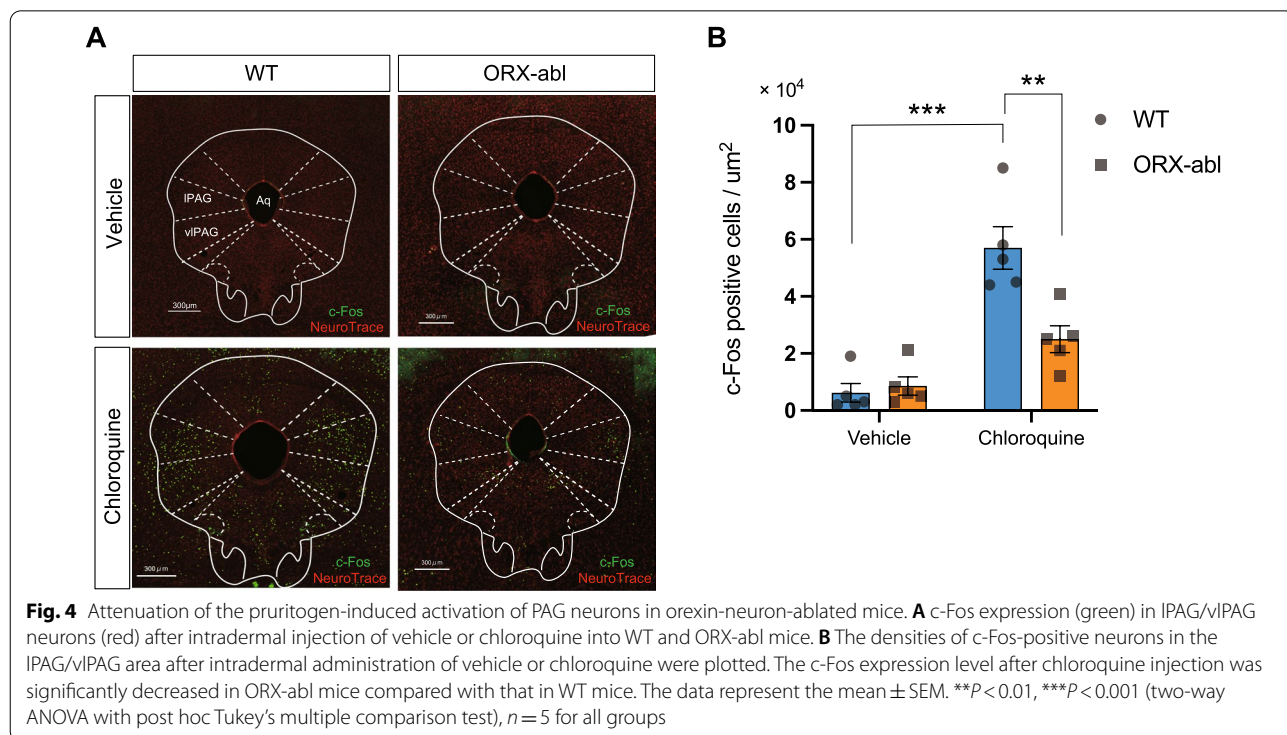 A
WT
ORX-abl
Vehicle
lPAG
Aq
vlPAG
300μm
c-Fos
NeuroTrace
300μm
c-Fos
NeuroTrace
Chloroquine
300μm
c-Fos
NeuroTrace
300μm
c-Fos
NeuroTrace
B
× 10⁴
c-Fos positive cells / um²
10
8
6
4
2
0
***
**
WT
ORX-abl
Vehicle
Chloroquine
Fig. 4 Attenuation of the pruritogen-induced activation of PAG neurons in orexin-neuron-ablated mice. A c-Fos expression (green) in lPAG/vlPAG
neurons (red) after intradermal injection of vehicle or chloroquine into WT and ORX-abl mice. B The densities of c-Fos-positive neurons in the
lPAG/vlPAG area after intradermal administration of vehicle or chloroquine were plotted. The c-Fos expression level after chloroquine injection was
significantly decreased in ORX-abl mice compared with that in WT mice. The data represent the mean ± SEM. **P < 0.01, ***P < 0.001 (two-way
ANOVA with post hoc Tukey's multiple comparison test), n = 5 for all groups